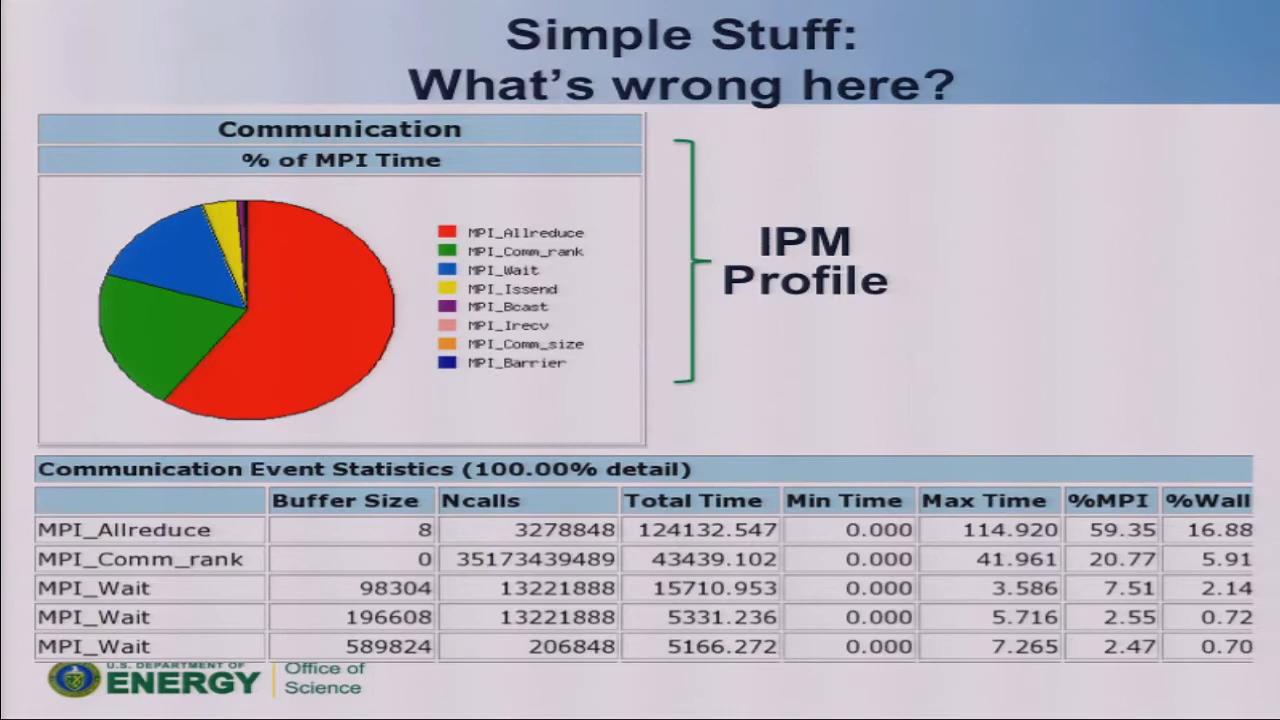 Simple Stuff:
What's wrong here?
Communication
% of MPI Time
MPI_Allreduce
MPI_Comm_rank
MPI_Wait
MPI_Issend
MPI_Bcast
MPI_Irecv
MPI_Comm_size
MPI_Barrier
IPM
Profile
Communication Event Statistics (100.00% detail)
Buffer Size Ncalls Total Time Min Time Max Time %MPI %Wall
MPI_Allreduce 8 3278848 124132.547 0.000 114.920 59.35 16.88
MPI_Comm_rank 0 35173439489 43439.102 0.000 41.961 20.77 5.91
MPI_Wait 98304 13221888 15710.953 0.000 3.586 7.51 2.14
MPI_Wait 196608 13221888 5331.236 0.000 5.716 2.55 0.72
MPI_Wait 589824 206848 5166.272 0.000 7.265 2.47 0.70
U.S. DEPARTMENT OF
ENERGY
Office of
Science